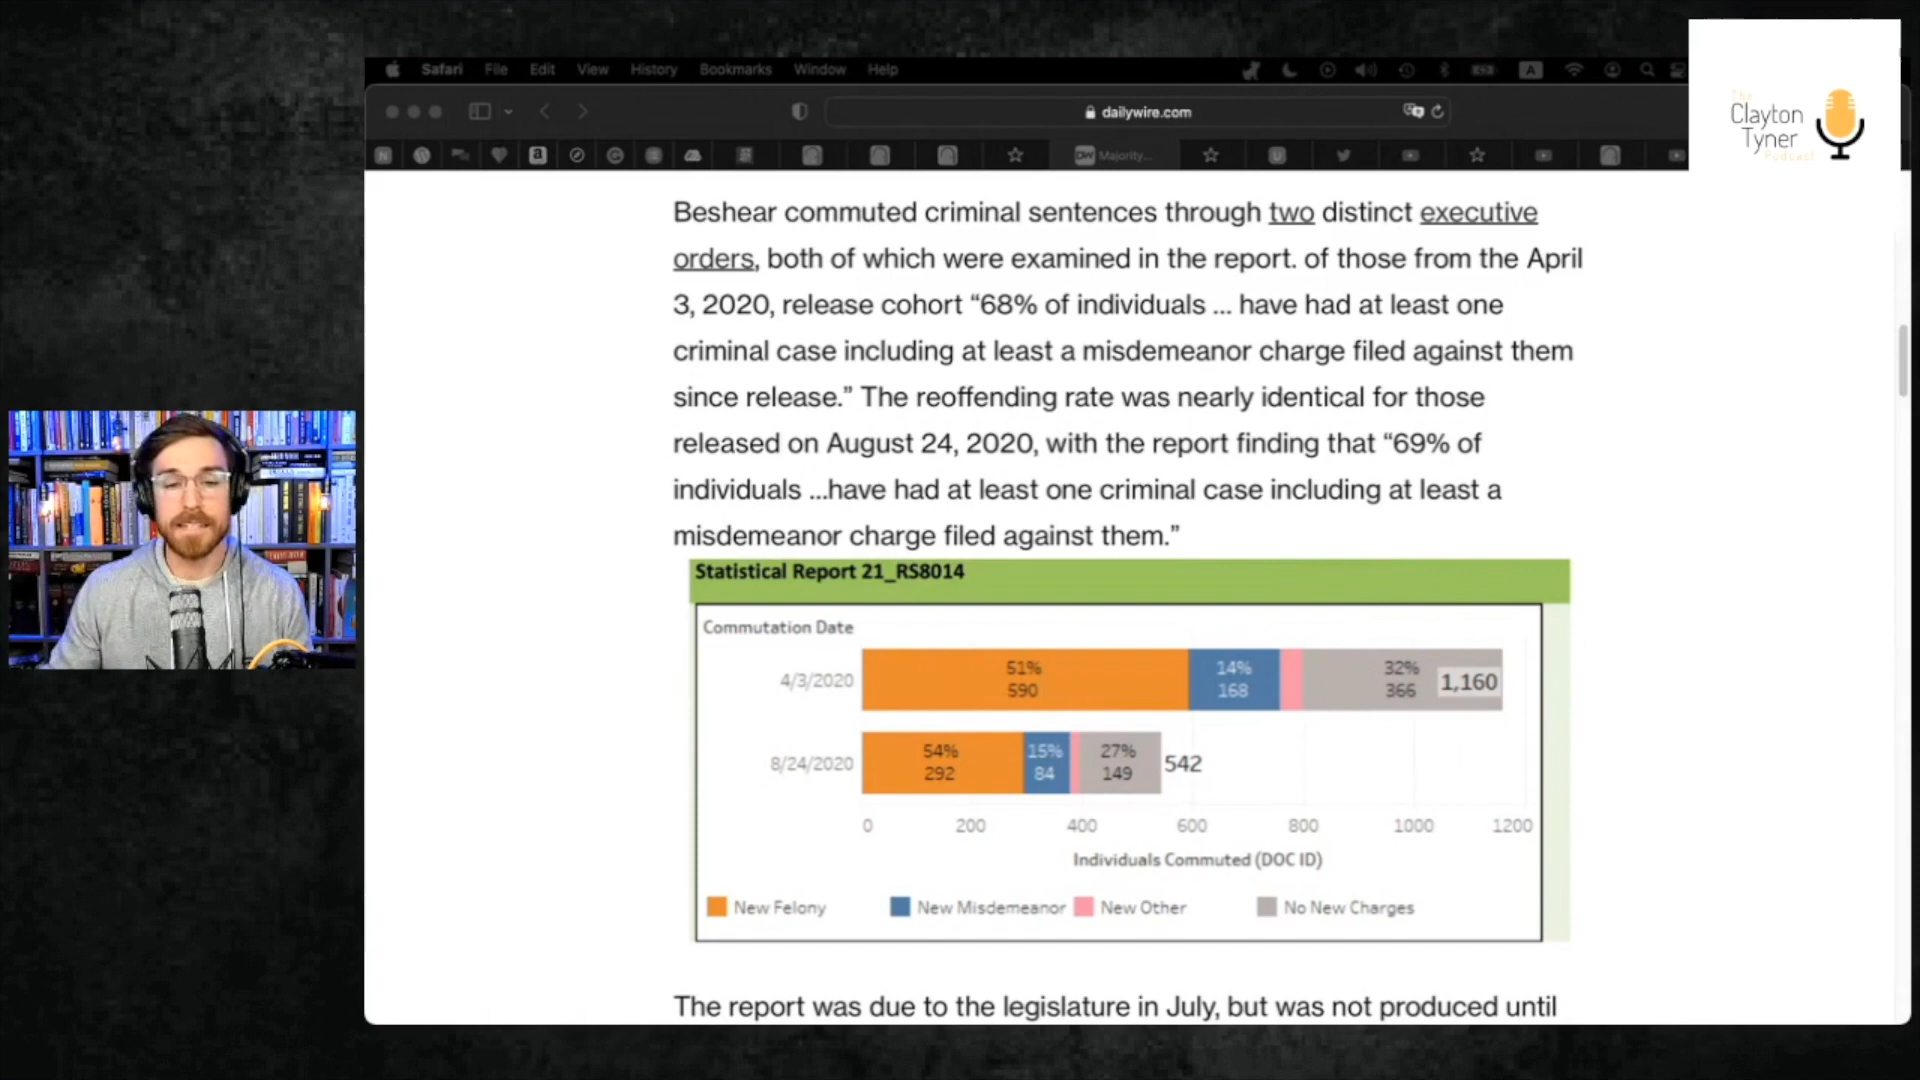 The
Clayton
Tyner
Podcast
Safari File Edit View History Bookmarks Window Help
A
dailywire.com
DW Majority...
Beshear commuted criminal sentences through two distinct executive
orders, both of which were examined in the report. of those from the April
3, 2020, release cohort “68% of individuals ... have had at least one
criminal case including at least a misdemeanor charge filed against them
since release.” The reoffending rate was nearly identical for those
released on August 24, 2020, with the report finding that “69% of
individuals ...have had at least one criminal case including at least a
misdemeanor charge filed against them.”
Statistical Report 21_RS8014
Commutation Date
4/3/2020 51% 14% 32%
590 168 366 1,160
8/24/2020 54% 15% 27%
292 84 149 542
0 200 400 600 800 1000 1200
Individuals Commuted (DOC ID)
New Felony New Misdemeanor New Other No New Charges
The report was due to the legislature in July, but was not produced until